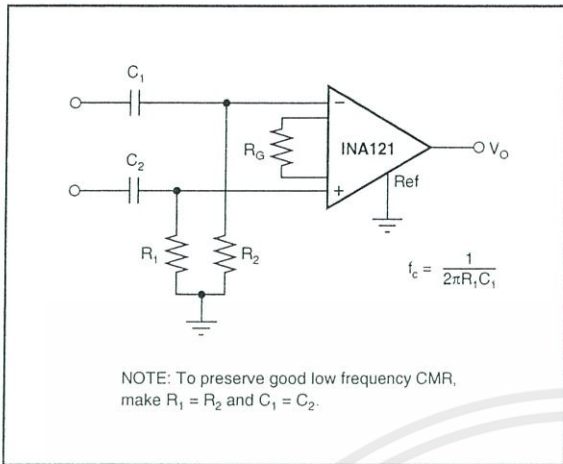 C1
C2
RG
−
INA121
+
VO
Ref
R1
R2
fc = 1 / 2πR1C1
NOTE: To preserve good low frequency CMR,
make R1 = R2 and C1 = C2.